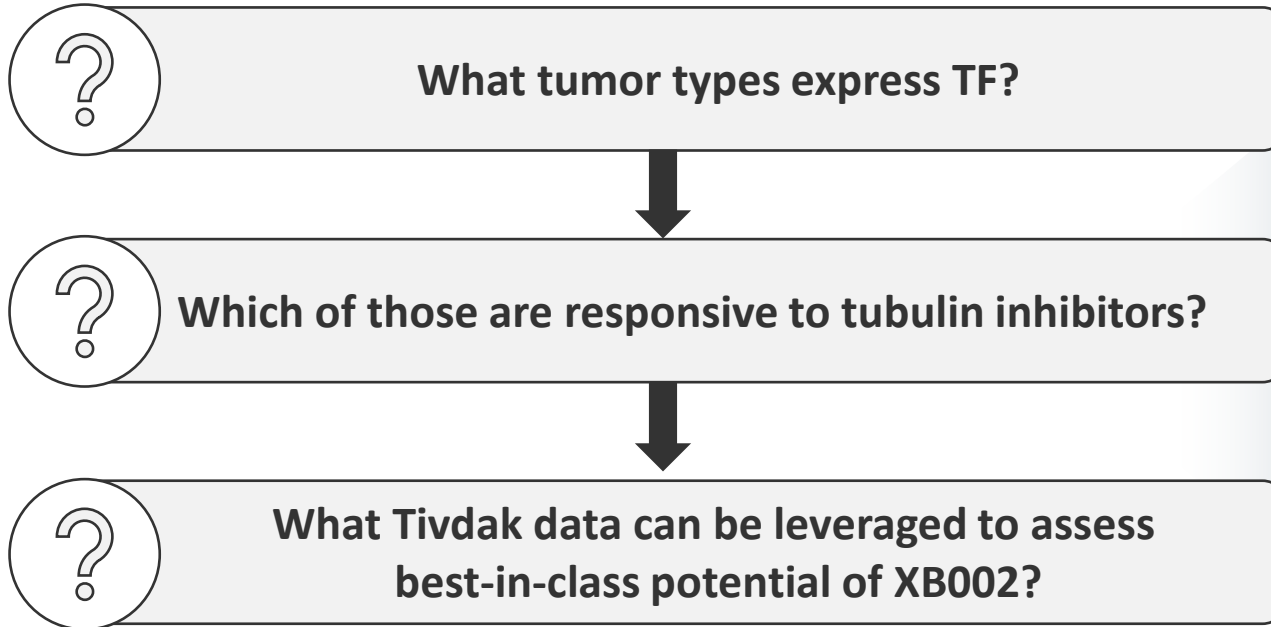 What tumor types express TF?
Which of those are responsive to tubulin inhibitors?
What Tivdak data can be leveraged to assess
best-in-class potential of XB002?